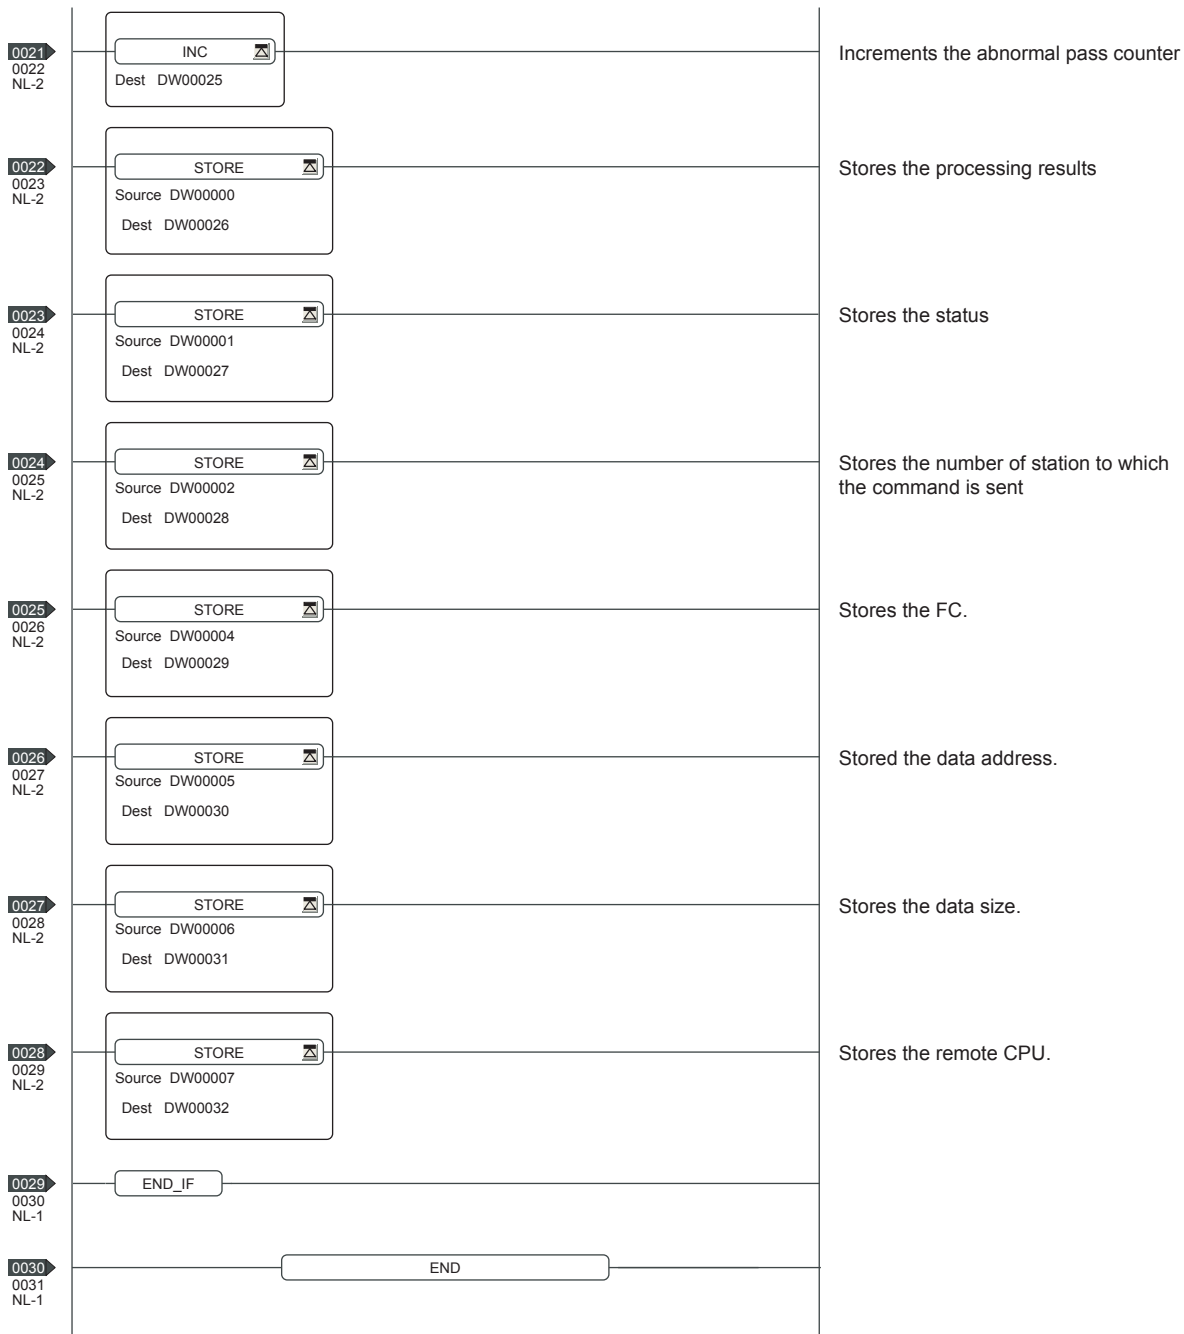 0021
0022
NL-2
INC
Dest DW00025
Increments the abnormal pass counter
0022
0023
NL-2
STORE
Source DW00000
Dest DW00026
Stores the processing results
0023
0024
NL-2
STORE
Source DW00001
Dest DW00027
Stores the status
0024
0025
NL-2
STORE
Source DW00002
Dest DW00028
Stores the number of station to which
the command is sent
0025
0026
NL-2
STORE
Source DW00004
Dest DW00029
Stores the FC.
0026
0027
NL-2
STORE
Source DW00005
Dest DW00030
Stored the data address.
0027
0028
NL-2
STORE
Source DW00006
Dest DW00031
Stores the data size.
0028
0029
NL-2
STORE
Source DW00007
Dest DW00032
Stores the remote CPU.
0029
0030
NL-1
END_IF
0030
0031
NL-1
END